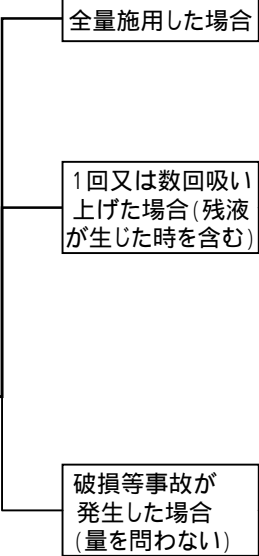 全量施用した場合
1回又は数回吸い
上げた場合(残液
が生じた時を含む)
破損等事故が
発生した場合
(量を問わない)